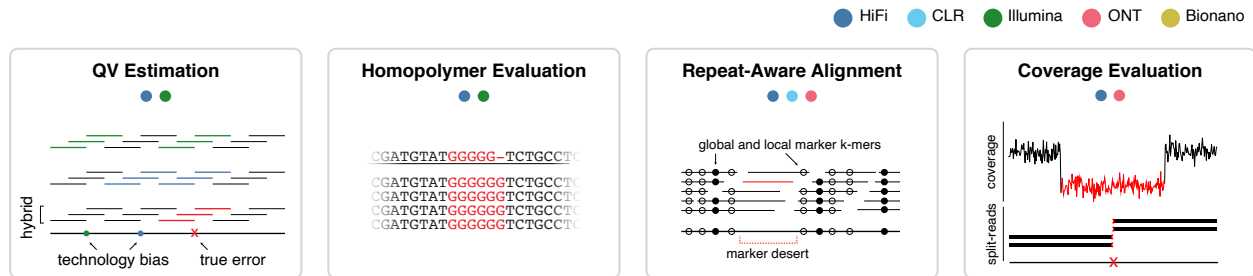 HiFi CLR Illumina ONT Bionano
QV Estimation
hybrid
x
technology bias true error
Homopolymer Evaluation
CGATGTATGGGGG–TCTGCCTC
CGATGTATGGGGGGTCTGCCTC
CGATGTATGGGGGGTCTGCCTC
CGATGTATGGGGGGTCTGCCTC
CGATGTATGGGGGGTCTGCCTC
Repeat-Aware Alignment
global and local marker k-mers
marker desert
Coverage Evaluation
coverage
split-reads
x